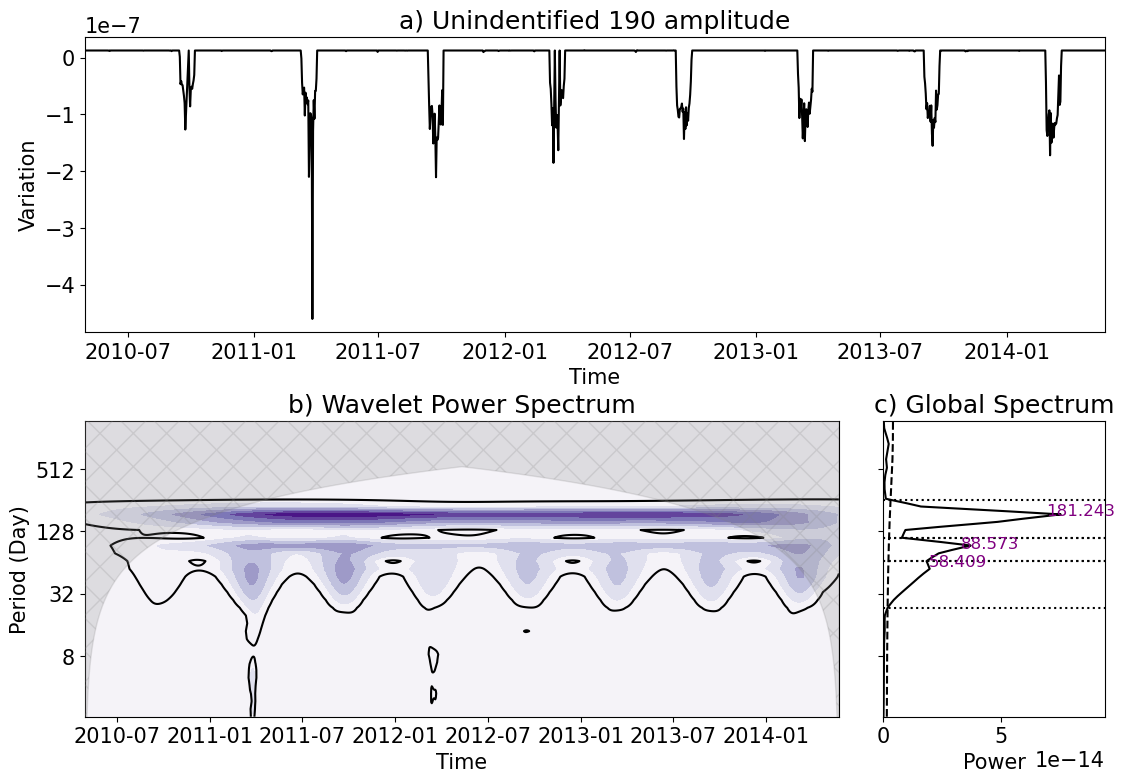 a) Unindentified 190 amplitude
1e−7
0
−1
−2
−3
−4
Variation
2010-07 2011-01 2011-07 2012-01 2012-07 2013-01 2013-07 2014-01
Time
b) Wavelet Power Spectrum
512
128
32
8
Period (Day)
2010-07 2011-01 2011-07 2012-01 2012-07 2013-01 2013-07 2014-01
Time
c) Global Spectrum
181.243
88.573
58.409
0 5
Power 1e−14